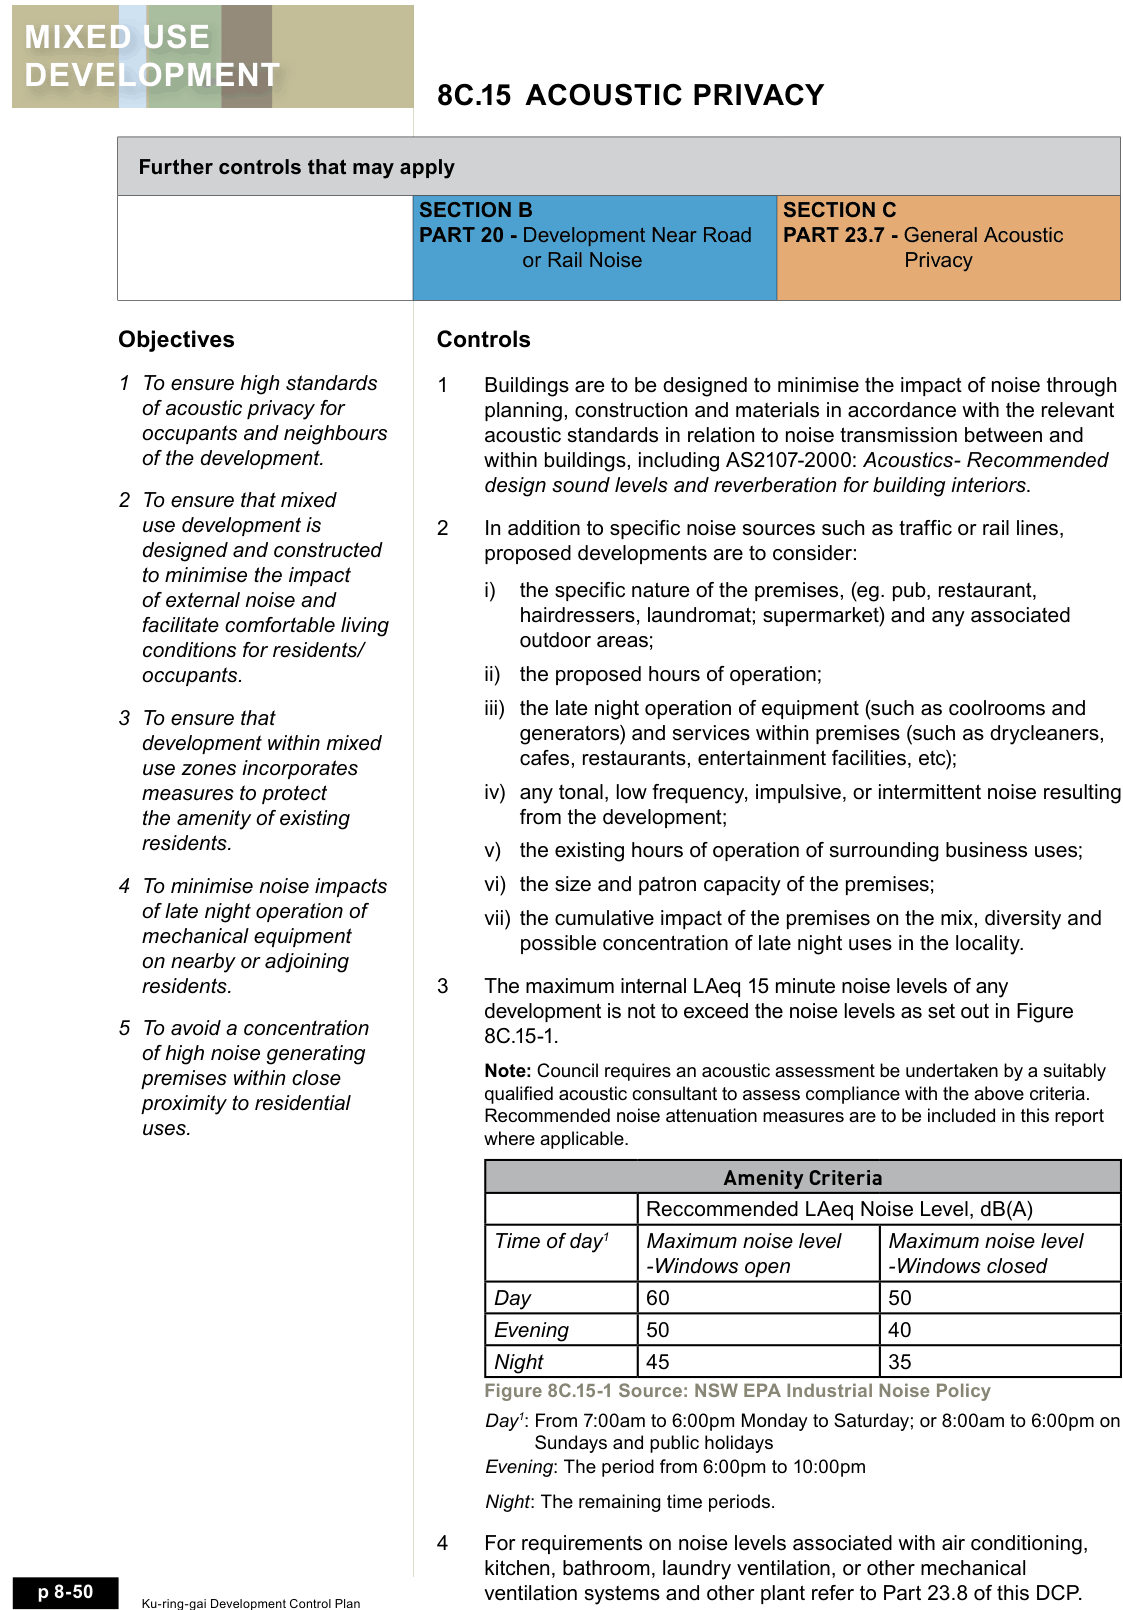 MIXED USE
DEVELOPMENT
8C.15 ACOUSTIC PRIVACY
Further controls that may apply
SECTION B
PART 20 - Development Near Road
or Rail Noise
SECTION C
PART 23.7 - General Acoustic
Privacy
Objectives
1 To ensure high standards
of acoustic privacy for
occupants and neighbours
of the development.
2 To ensure that mixed
use development is
designed and constructed
to minimise the impact
of external noise and
facilitate comfortable living
conditions for residents/
occupants.
3 To ensure that
development within mixed
use zones incorporates
measures to protect
the amenity of existing
residents.
4 To minimise noise impacts
of late night operation of
mechanical equipment
on nearby or adjoining
residents.
5 To avoid a concentration
of high noise generating
premises within close
proximity to residential
uses.
Controls
1 Buildings are to be designed to minimise the impact of noise through
planning, construction and materials in accordance with the relevant
acoustic standards in relation to noise transmission between and
within buildings, including AS2107-2000: Acoustics- Recommended
design sound levels and reverberation for building interiors.
2 In addition to specific noise sources such as traffic or rail lines,
proposed developments are to consider:
i) the specific nature of the premises, (eg. pub, restaurant,
hairdressers, laundromat; supermarket) and any associated
outdoor areas;
ii) the proposed hours of operation;
iii) the late night operation of equipment (such as coolrooms and
generators) and services within premises (such as drycleaners,
cafes, restaurants, entertainment facilities, etc);
iv) any tonal, low frequency, impulsive, or intermittent noise resulting
from the development;
v) the existing hours of operation of surrounding business uses;
vi) the size and patron capacity of the premises;
vii) the cumulative impact of the premises on the mix, diversity and
possible concentration of late night uses in the locality.
3 The maximum internal LAeq 15 minute noise levels of any
development is not to exceed the noise levels as set out in Figure
8C.15-1.
Note: Council requires an acoustic assessment be undertaken by a suitably
qualified acoustic consultant to assess compliance with the above criteria.
Recommended noise attenuation measures are to be included in this report
where applicable.
Amenity Criteria
Reccommended LAeq Noise Level, dB(A)
Time of day¹ Maximum noise level Maximum noise level
-Windows open -Windows closed
Day 60 50
Evening 50 40
Night 45 35
Figure 8C.15-1 Source: NSW EPA Industrial Noise Policy
Day¹: From 7:00am to 6:00pm Monday to Saturday; or 8:00am to 6:00pm on
Sundays and public holidays
Evening: The period from 6:00pm to 10:00pm
Night: The remaining time periods.
4 For requirements on noise levels associated with air conditioning,
kitchen, bathroom, laundry ventilation, or other mechanical
ventilation systems and other plant refer to Part 23.8 of this DCP.
p 8-50
Ku-ring-gai Development Control Plan